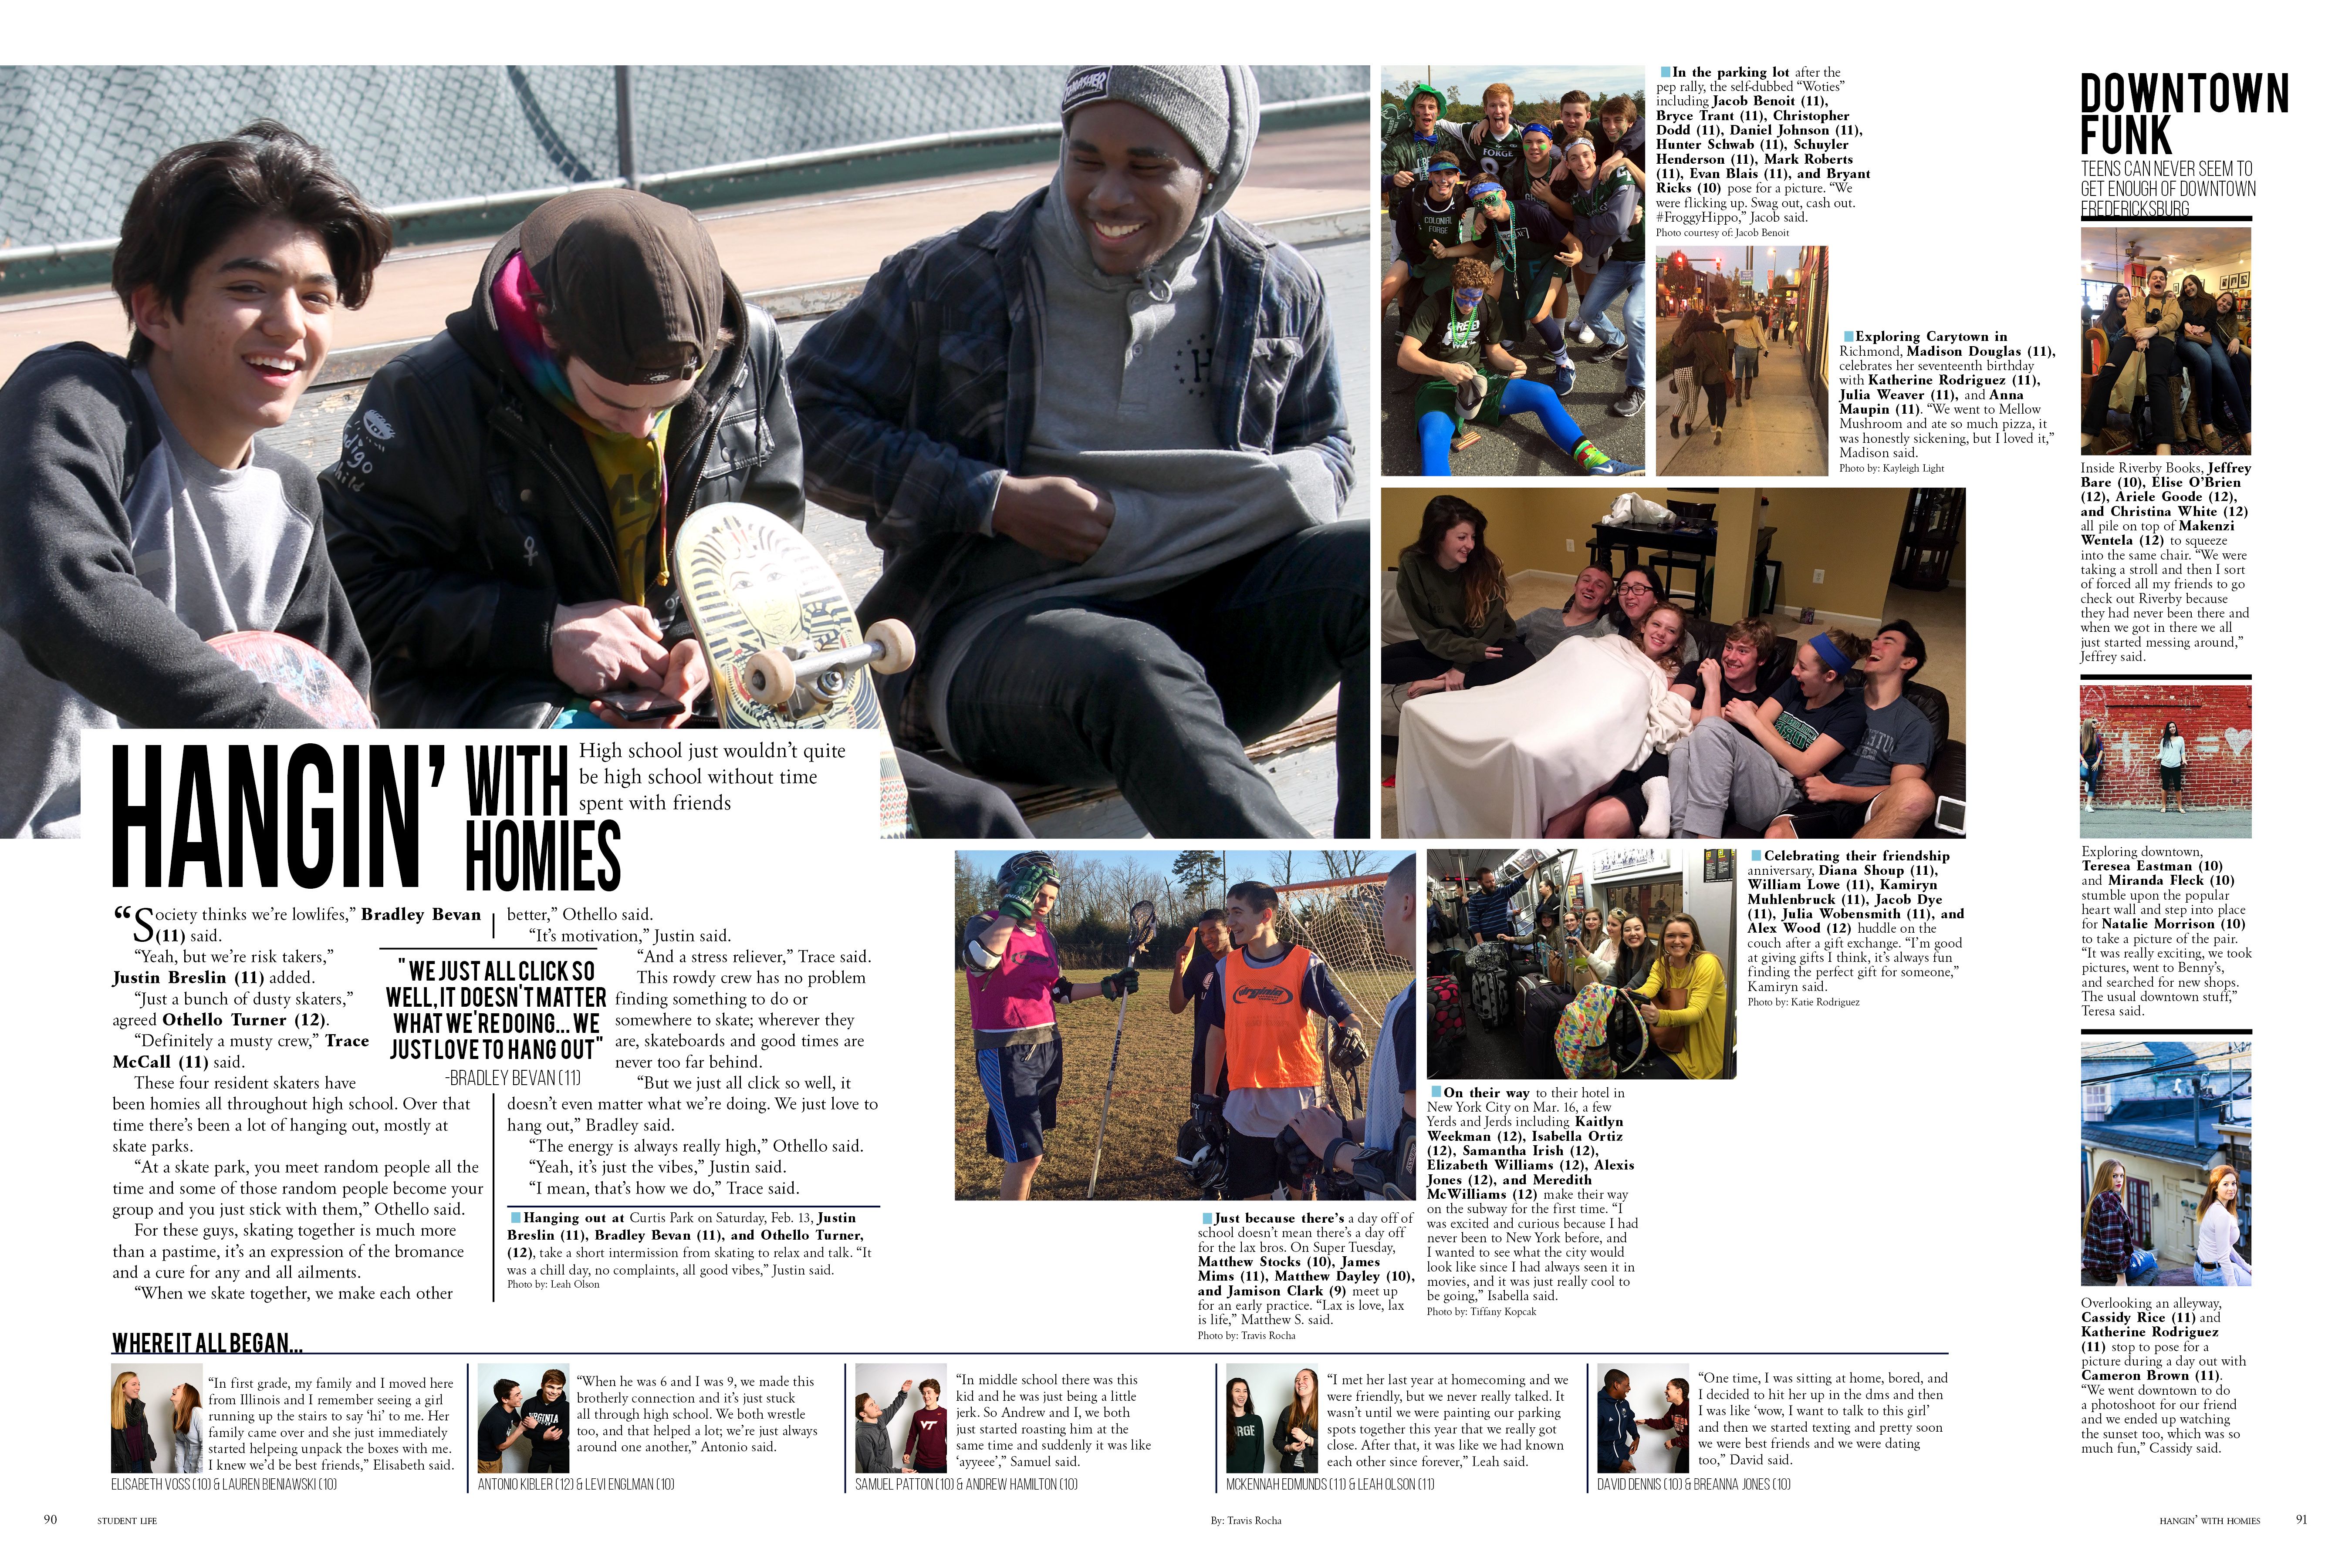 HANGIN' WITH
HOMIES
High school just wouldn't quite
be high school without time
spent with friends
"Society thinks we're lowlifes," Bradley Bevan
(11) said.
"Yeah, but we're risk takers,"
Justin Breslin (11) added.
"Just a bunch of dusty skaters,"
agreed Othello Turner (12).
"Definitely a musty crew," Trace
McCall (11) said.
These four resident skaters have
been homies all throughout high school. Over that
time there's been a lot of hanging out, mostly at
skate parks.
"At a skate park, you meet random people all the
time and some of those random people become your
group and you just stick with them," Othello said.
For these guys, skating together is much more
than a pastime, it's an expression of the bromance
and a cure for any and all ailments.
"When we skate together, we make each other
better," Othello said.
"It's motivation," Justin said.
"And a stress reliever," Trace said.
This rowdy crew has no problem
finding something to do or
somewhere to skate; wherever they
are, skateboards and good times are
never too far behind.
"But we just all click so well, it
doesn't even matter what we're doing. We just love to
hang out," Bradley said.
"The energy is always really high," Othello said.
"Yeah, it's just the vibes," Justin said.
"I mean, that's how we do," Trace said.
"WE JUST ALL CLICK SO
WELL, IT DOESN'T MATTER
WHAT WE'RE DOING... WE
JUST LOVE TO HANG OUT"
-BRADLEY BEVAN (11)
Hanging out at Curtis Park on Saturday, Feb. 13, Justin
Breslin (11), Bradley Bevan (11), and Othello Turner,
(12), take a short intermission from skating to relax and talk. "It
was a chill day, no complaints, all good vibes," Justin said.
Photo by: Leah Olson
THRASHER
indigo
child
H
In the parking lot after the
pep rally, the self-dubbed "Woties"
including Jacob Benoit (11),
Bryce Trant (11), Christopher
Dodd (11), Daniel Johnson (11),
Hunter Schwab (11), Schuyler
Henderson (11), Mark Roberts
(11), Evan Blais (11), and Bryant
Ricks (10) pose for a picture. "We
were flicking up. Swag out, cash out.
#FroggyHippo," Jacob said.
Photo courtesy of: Jacob Benoit
FORGE
COLONIAL
FORGE
Exploring Carytown in
Richmond, Madison Douglas (11),
celebrates her seventeenth birthday
with Katherine Rodriguez (11),
Julia Weaver (11), and Anna
Maupin (11). "We went to Mellow
Mushroom and ate so much pizza, it
was honestly sickening, but I loved it,"
Madison said.
Photo by: Kayleigh Light
Celebrating their friendship
anniversary, Diana Shoup (11),
William Lowe (11), Kamiryn
Muhlenbruck (11), Jacob Dye
(11), Julia Wobensmith (11), and
Alex Wood (12) huddle on the
couch after a gift exchange. "I'm good
at giving gifts I think, it's always fun
finding the perfect gift for someone,"
Kamiryn said.
Photo by: Katie Rodriguez
On their way to their hotel in
New York City on Mar. 16, a few
Yerds and Jerds including Kaitlyn
Weekman (12), Isabella Ortiz
(12), Samantha Irish (12),
Elizabeth Williams (12), Alexis
Jones (12), and Meredith
McWilliams (12) make their way
on the subway for the first time. "I
was excited and curious because I had
never been to New York before, and
I wanted to see what the city would
look like since I had always seen it in
movies, and it was just really cool to
be going," Isabella said.
Photo by: Tiffany Kopcak
Just because there's a day off of
school doesn't mean there's a day off
for the lax bros. On Super Tuesday,
Matthew Stocks (10), James
Mims (11), Matthew Dayley (10),
and Jamison Clark (9) meet up
for an early practice. "Lax is love, lax
is life," Matthew S. said.
Photo by: Travis Rocha
DOWNTOWN
FUNK
TEENS CAN NEVER SEEM TO
GET ENOUGH OF DOWNTOWN
FREDERICKSBURG
Inside Riverby Books, Jeffrey
Bare (10), Elise O'Brien
(12), Ariele Goode (12),
and Christina White (12)
all pile on top of Makenzi
Wentela (12) to squeeze
into the same chair. "We were
taking a stroll and then I sort
of forced all my friends to go
check out Riverby because
they had never been there and
when we got in there we all
just started messing around,"
Jeffrey said.
Exploring downtown,
Teresea Eastman (10)
and Miranda Fleck (10)
stumble upon the popular
heart wall and step into place
for Natalie Morrison (10)
to take a picture of the pair.
"It was really exciting, we took
pictures, went to Benny's,
and searched for new shops.
The usual downtown stuff,"
Teresa said.
Overlooking an alleyway,
Cassidy Rice (11) and
Katherine Rodriguez
(11) stop to pose for a
picture during a day out with
Cameron Brown (11).
"We went downtown to do
a photoshoot for our friend
and we ended up watching
the sunset too, which was so
much fun," Cassidy said.
WHERE IT ALL BEGAN...
"In first grade, my family and I moved here
from Illinois and I remember seeing a girl
running up the stairs to say 'hi' to me. Her
family came over and she just immediately
started helpeing unpack the boxes with me.
I knew we'd be best friends," Elisabeth said.
ELISABETH VOSS (10) & LAUREN BIENIAWSKI (10)
"When he was 6 and I was 9, we made this
brotherly connection and it's just stuck
all through high school. We both wrestle
too, and that helped a lot; we're just always
around one another," Antonio said.
VIRGINIA
ANTONIO KIBLER (12) & LEVI ENGLMAN (10)
"In middle school there was this
kid and he was just being a little
jerk. So Andrew and I, we both
just started roasting him at the
same time and suddenly it was like
'ayyeee'," Samuel said.
VT
SAMUEL PATTON (10) & ANDREW HAMILTON (10)
"I met her last year at homecoming and we
were friendly, but we never really talked. It
wasn't until we were painting our parking
spots together this year that we really got
close. After that, it was like we had known
each other since forever," Leah said.
RGE
MCKENNAH EDMUNDS (11) & LEAH OLSON (11)
"One time, I was sitting at home, bored, and
I decided to hit her up in the dms and then
I was like 'wow, I want to talk to this girl'
and then we started texting and pretty soon
we were best friends and we were dating
too," David said.
DAVID DENNIS (10) & BREANNA JONES (10)
90 STUDENT LIFE
By: Travis Rocha
HANGIN' WITH HOMIES 91